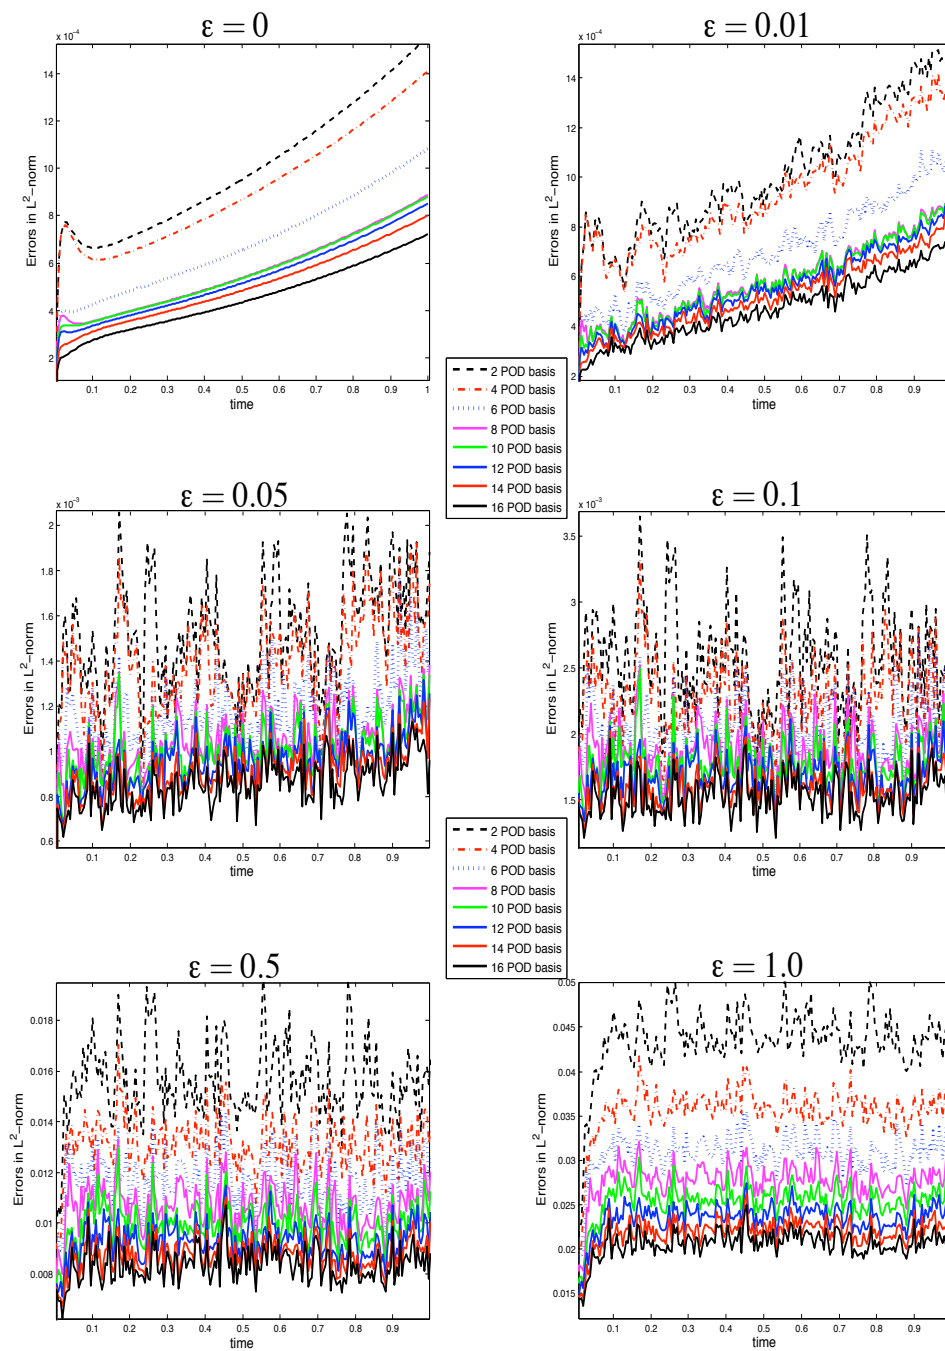 ε = 0
x 10⁻⁴
14
12
10
8
6
4
2
Errors in L²−norm
0.1 0.2 0.3 0.4 0.5 0.6 0.7 0.8 0.9 1
time
ε = 0.01
x 10⁻⁴
14
12
10
8
6
4
2
Errors in L²−norm
0.1 0.2 0.3 0.4 0.5 0.6 0.7 0.8 0.9
time
2 POD basis
4 POD basis
6 POD basis
8 POD basis
10 POD basis
12 POD basis
14 POD basis
16 POD basis
ε = 0.05
x 10⁻³
2
1.8
1.6
1.4
1.2
1
0.8
0.6
Errors in L²−norm
0.1 0.2 0.3 0.4 0.5 0.6 0.7 0.8 0.9
time
ε = 0.1
x 10⁻³
3.5
3
2.5
2
1.5
Errors in L²−norm
0.1 0.2 0.3 0.4 0.5 0.6 0.7 0.8 0.9
time
2 POD basis
4 POD basis
6 POD basis
8 POD basis
10 POD basis
12 POD basis
14 POD basis
16 POD basis
ε = 0.5
0.018
0.016
0.014
0.012
0.01
0.008
Errors in L²−norm
0.1 0.2 0.3 0.4 0.5 0.6 0.7 0.8 0.9
time
ε = 1.0
0.05
0.045
0.04
0.035
0.03
0.025
0.02
0.015
Errors in L²−norm
0.1 0.2 0.3 0.4 0.5 0.6 0.7 0.8 0.9
time